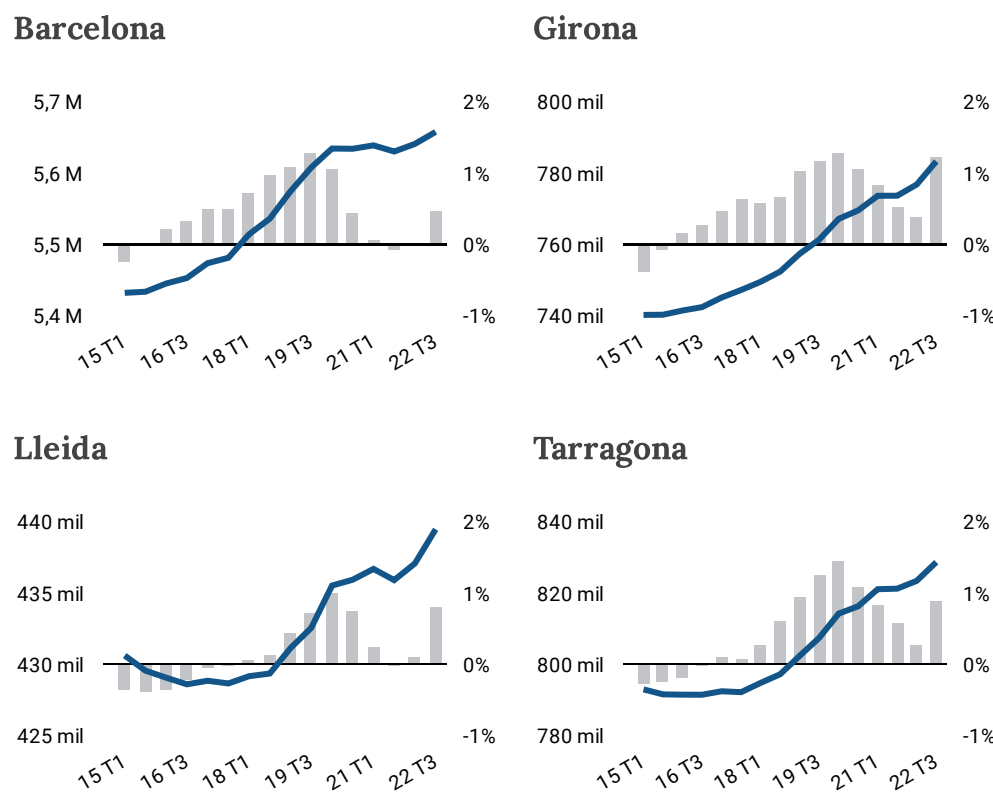 Barcelona
5,7 M
2%
5,6 M
1%
5,5 M
0%
5,4 M
-1%
15 T1
16 T3
18 T1
19 T3
21 T1
22 T3
Girona
800 mil
2%
780 mil
1%
760 mil
0%
740 mil
-1%
15 T1
16 T3
18 T1
19 T3
21 T1
22 T3
Lleida
440 mil
2%
435 mil
1%
430 mil
0%
425 mil
-1%
15 T1
16 T3
18 T1
19 T3
21 T1
22 T3
Tarragona
840 mil
2%
820 mil
1%
800 mil
0%
780 mil
-1%
15 T1
16 T3
18 T1
19 T3
21 T1
22 T3